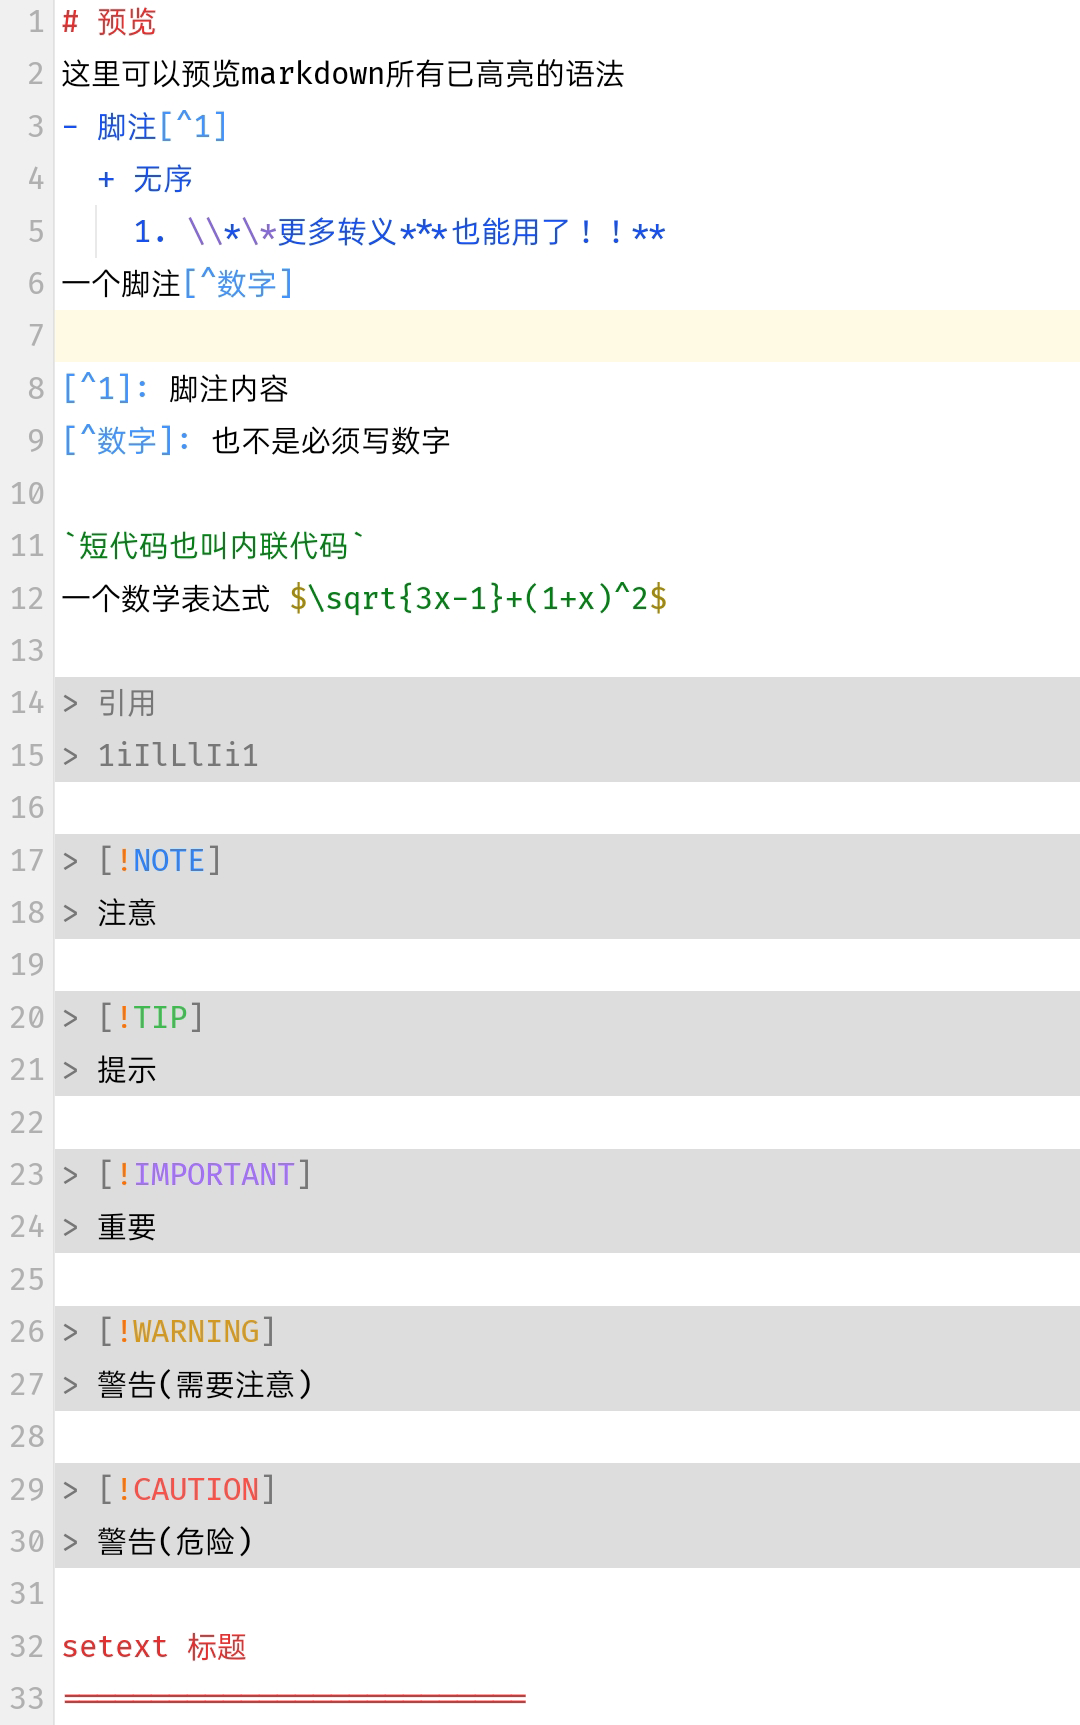 1 # 预览
2 这里可以预览markdown所有已高亮的语法
3 - 脚注[^1]
4   + 无序
5     1. \\*\*更多转义***也能用了！！**
6 一个脚注[^数字]
7
8 [^1]: 脚注内容
9 [^数字]: 也不是必须写数字
10
11 `短代码也叫内联代码`
12 一个数学表达式 $\sqrt{3x-1}+(1+x)^2$
13
14 > 引用
15 > 1iIlLlIi1
16
17 > [!NOTE]
18 > 注意
19
20 > [!TIP]
21 > 提示
22
23 > [!IMPORTANT]
24 > 重要
25
26 > [!WARNING]
27 > 警告(需要注意)
28
29 > [!CAUTION]
30 > 警告(危险)
31
32 setext 标题
33 ==========================